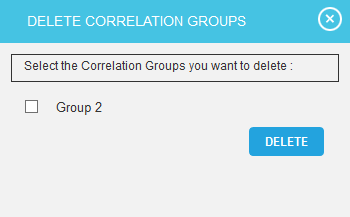 DELETE CORRELATION GROUPS
Select the Correlation Groups you want to delete :
Group 2
DELETE